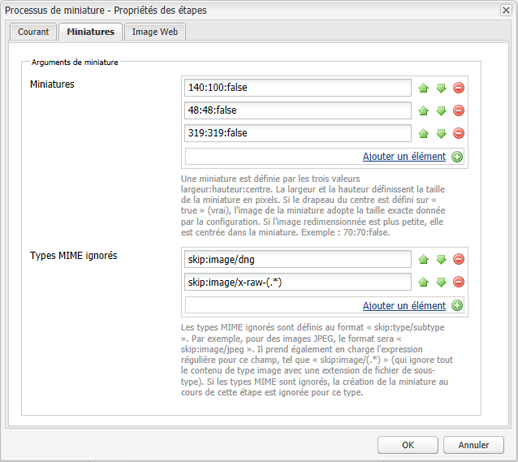 Processus de miniature - Propriétés des étapes
Courant
Miniatures
Image Web
Arguments de miniature
Miniatures
140:100:false
48:48:false
319:319:false
Ajouter un élément
Une miniature est définie par les trois valeurs
largeur:hauteur:centre. La largeur et la hauteur définissent la taille
de la miniature en pixels. Si le drapeau du centre est défini sur «
true » (vrai), l'image de la miniature adopte la taille exacte donnée
par la configuration. Si l'image redimensionnée est plus petite, elle
est centrée dans la miniature. Exemple : 70:70:false.
Types MIME ignorés
skip:image/dng
skip:image/x-raw-(.*)
Ajouter un élément
Les types MIME ignorés sont définis au format « skip:type/subtype
». Par exemple, pour des images JPEG, le format sera «
skip:image/jpeg ». Il prend également en charge l'expression
régulière pour ce champ, tel que « skip:image/(.*) » (qui ignore tout
le contenu de type image avec une extension de fichier de sous-
type). Si les types MIME sont ignorés, la création de la miniature au
cours de cette étape est ignorée pour ce type.
OK
Annuler